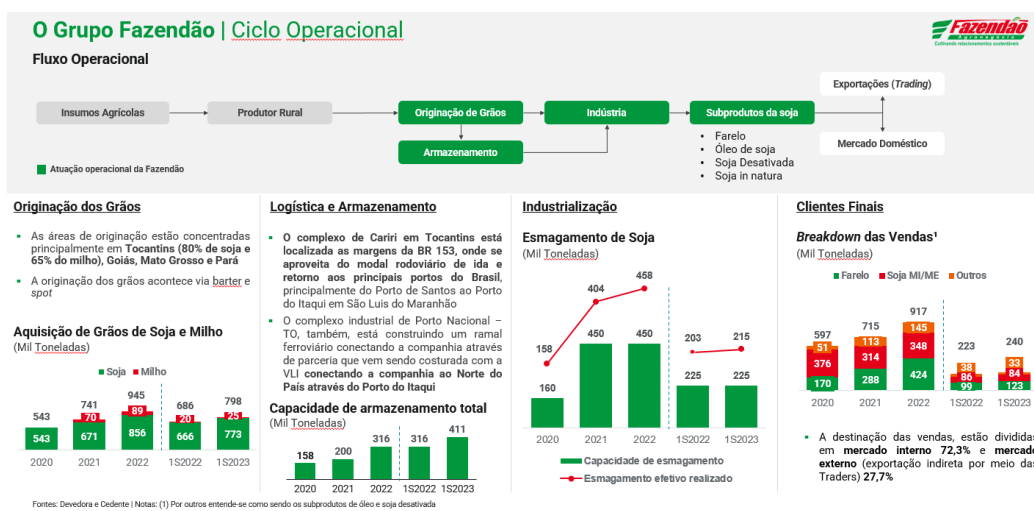 O Grupo Fazendão | Ciclo Operacional
Fazendão
Agronegócio
Cultivando relacionamentos sustentáveis
Fluxo Operacional
Exportações (Trading)
Insumos Agrícolas
Produtor Rural
Originação de Grãos
Indústria
Subprodutos da soja
Armazenamento
Mercado Doméstico
• Farelo
• Óleo de soja
• Soja Desativada
• Soja in natura
Atuação operacional da Fazendão
Originação dos Grãos
▪ As áreas de originação estão concentradas
principalmente em Tocantins (80% de soja e
65% do milho), Goiás, Mato Grosso e Pará
▪ A originação dos grãos acontece via barter e
spot
Aquisição de Grãos de Soja e Milho
(Mil Toneladas)
Soja Milho
543 741 945 686 798
70 89 20 25
543 671 856 666 773
2020 2021 2022 1S2022 1S2023
Logística e Armazenamento
▪ O complexo de Cariri em Tocantins está
localizada as margens da BR 153, onde se
aproveita do modal rodoviário de ida e
retorno aos principais portos do Brasil,
principalmente do Porto de Santos ao Porto
do Itaqui em São Luis do Maranhão
▪ O complexo industrial de Porto Nacional –
TO, também, está construindo um ramal
ferroviário conectando a companhia através
de parceria que vem sendo costurada com a
VLI conectando a companhia ao Norte do
País através do Porto do Itaqui
Capacidade de armazenamento total
(Mil Toneladas)
158 200 316 316 411
2020 2021 2022 1S2022 1S2023
Industrialização
Esmagamento de Soja
(Mil Toneladas)
158 404 458 203 215
160 450 450 225 225
2020 2021 2022 1S2022 1S2023
Capacidade de esmagamento
Esmagamento efetivo realizado
Clientes Finais
Breakdown das Vendas¹
(Mil Toneladas)
Farelo Soja MI/ME Outros
597 715 917 223 240
51 113 145 38 33
376 314 348 86 84
170 288 424 99 123
2020 2021 2022 1S2022 1S2023
▪ A destinação das vendas, estão divididas
em mercado interno 72,3% e mercado
externo (exportação indireta por meio das
Traders) 27,7%
Fontes: Devedora e Cedente | Notas: (1) Por outros entende-se como sendo os subprodutos de óleo e soja desativada